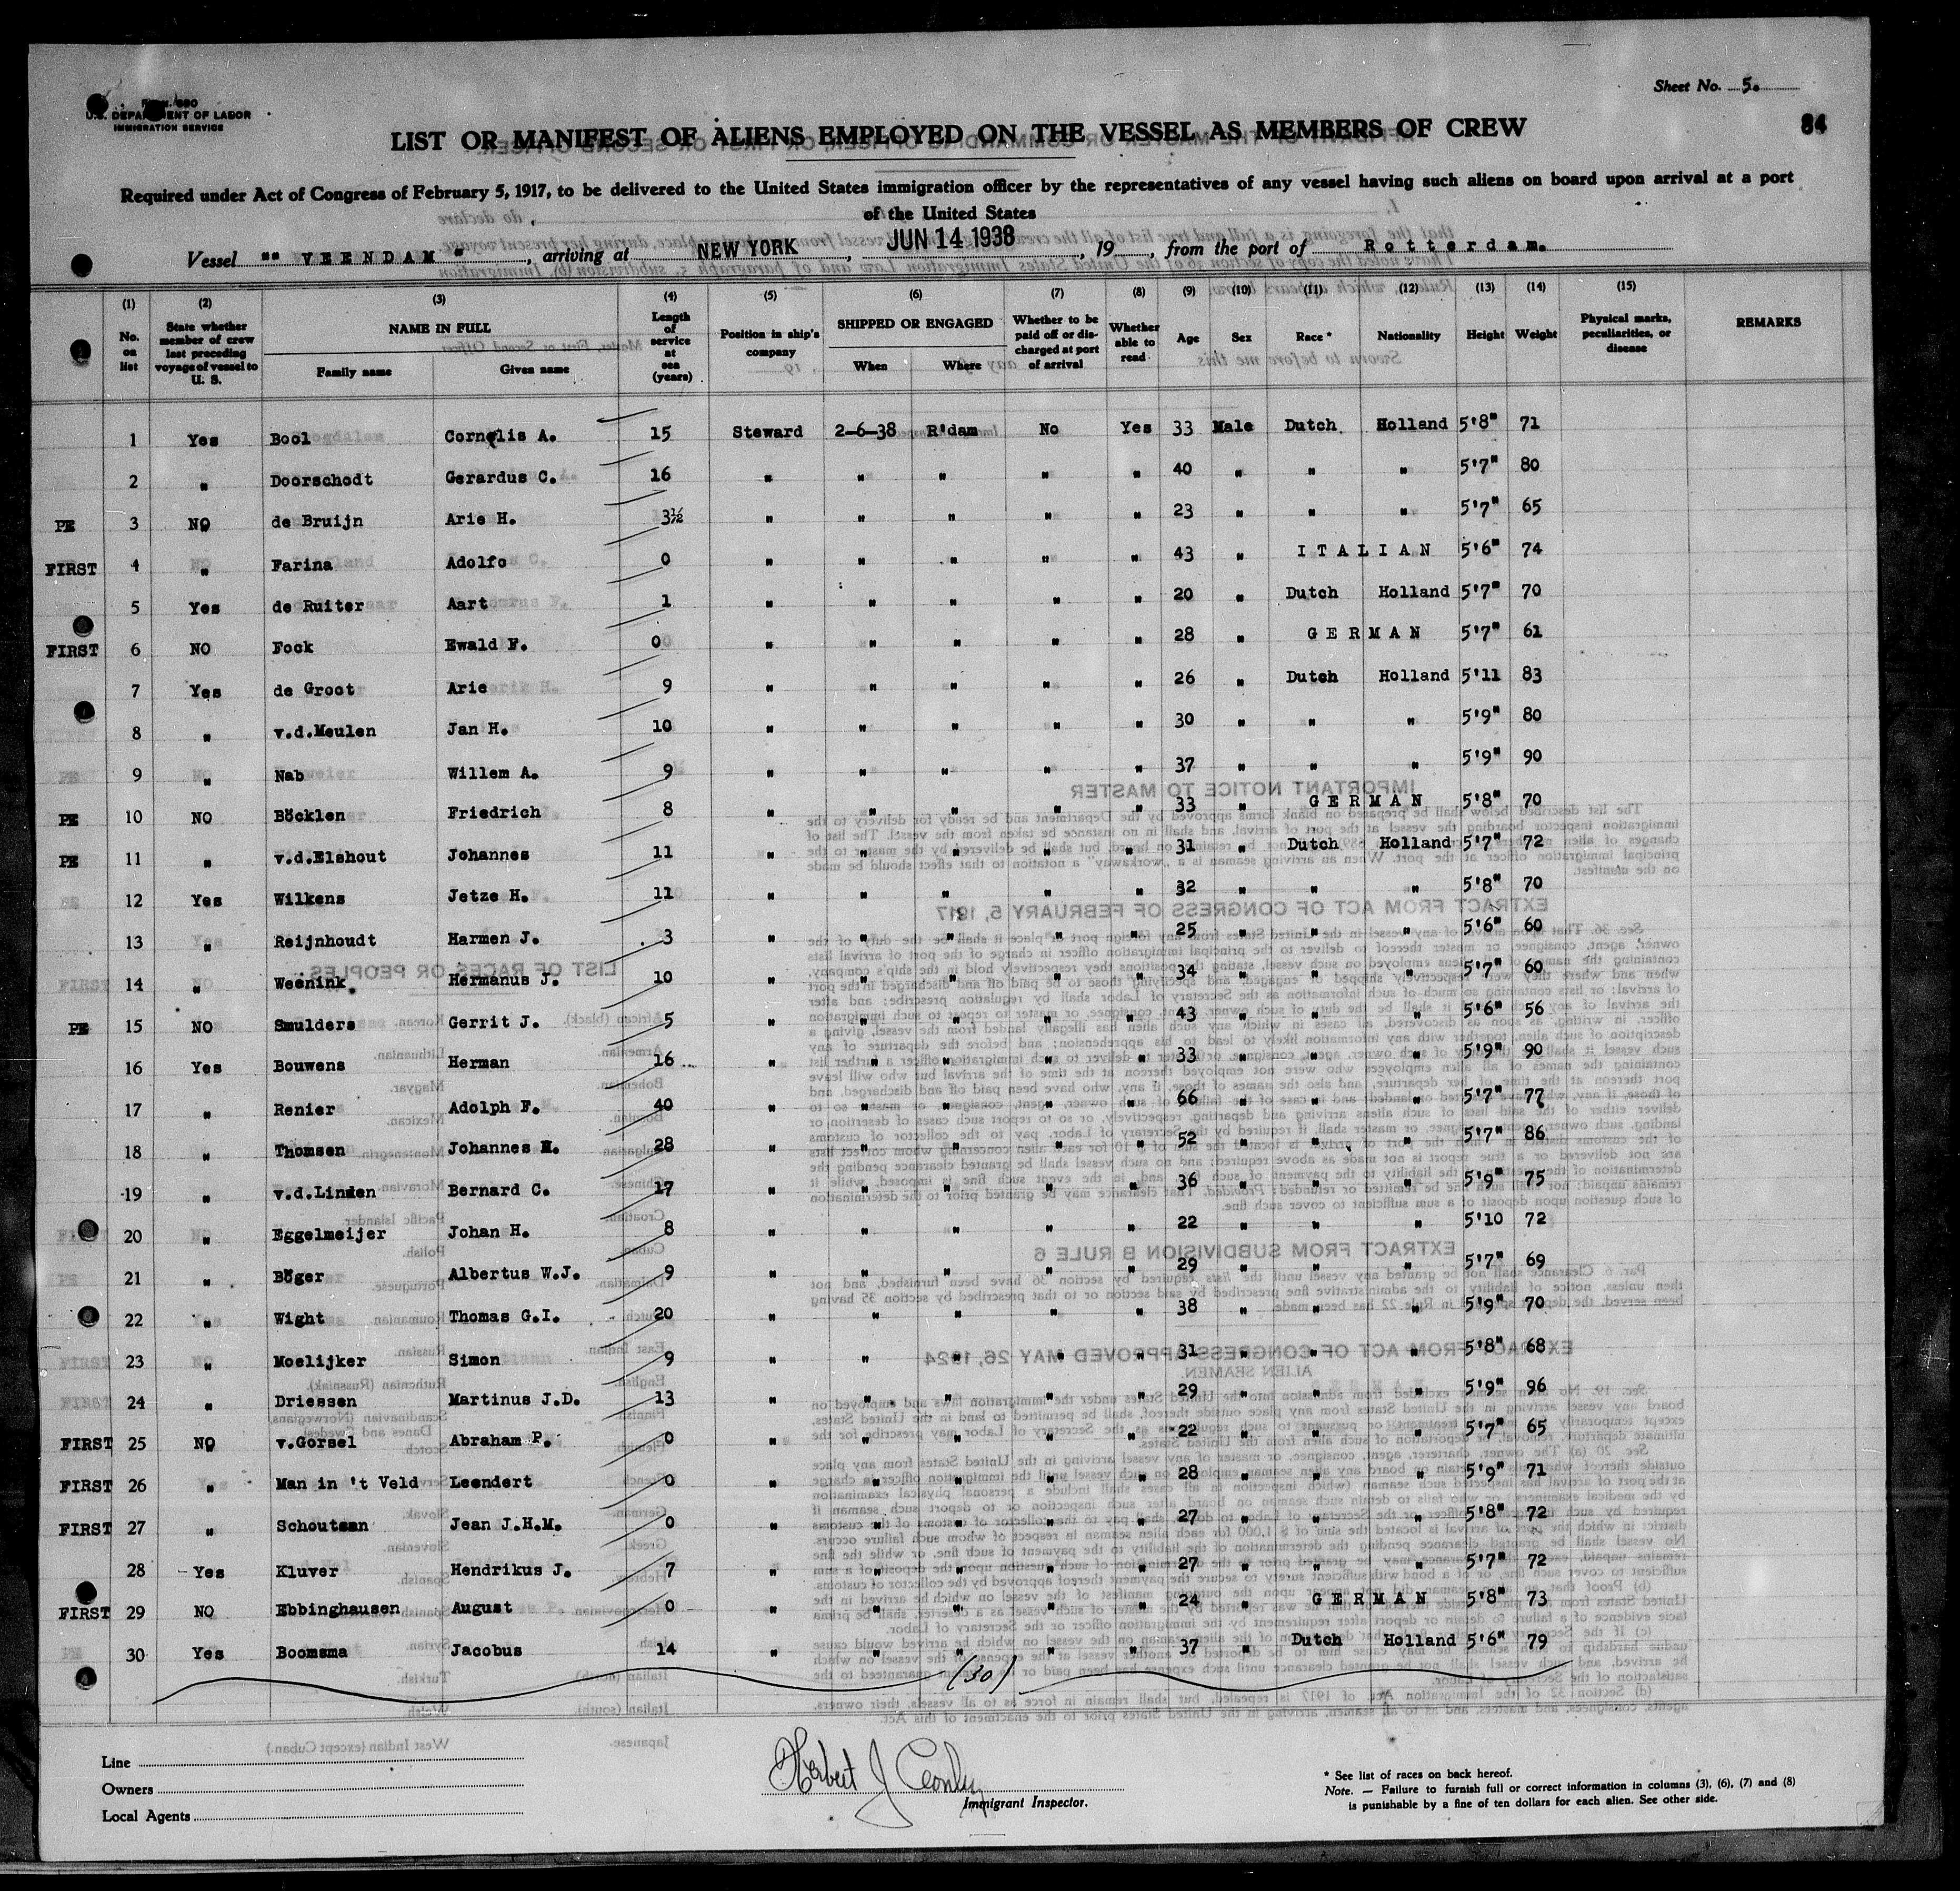 Form 680
U.S. DEPARTMENT OF LABOR
IMMIGRATION SERVICE
Sheet No. 5.
84
LIST OR MANIFEST OF ALIENS EMPLOYED ON THE VESSEL AS MEMBERS OF CREW
Required under Act of Congress of February 5, 1917, to be delivered to the United States immigration officer by the representatives of any vessel having such aliens on board upon arrival at a port
of the United States
Vessel "" VEENDAM ", arriving at NEW YORK, JUN 14 1938, 19, from the port of Rotterdam.
(1) (2) (3) (4) (5) (6) (7) (8) (9) (10) (11) (12) (13) (14) (15)
No. on list State whether member of crew last preceding voyage of vessel to U. S. NAME IN FULL Family name Given name Length of service at sea (years) Position in ship's company SHIPPED OR ENGAGED When Where Whether to be paid off or discharged at port of arrival Whether able to read Age Sex Race * Nationality Height Weight Physical marks, peculiarities, or disease REMARKS
1 Yes Bool Cornelis A. 15 Steward 2-6-38 R'dam No Yes 33 Male Dutch Holland 5'8" 71
2 " Doorschodt Gerardus C. 16 " " " " " 40 " " " 5'7" 80
PE 3 NO de Bruijn Arie H. 3½ " " " " " 23 " " " 5'7" 65
FIRST 4 " Farina Adolfo 0 " " " " " 43 " ITALIAN 5'6" 74
5 Yes de Ruiter Aart 1 " " " " " 20 " Dutch Holland 5'7" 70
FIRST 6 NO Fock Ewald F. 0 " " " " " 28 " GERMAN 5'7" 61
7 Yes de Groot Arie 9 " " " " " 26 " Dutch Holland 5'11 83
8 " v.d.Meulen Jan H. 10 " " " " " 30 " " " 5'9" 80
9 " Nab Willem A. 9 " " " " " 37 " " " 5'9" 90
PE 10 NO Böcklen Friedrich 8 " " " " " 33 " GERMAN 5'8" 70
PE 11 " v.d.Elshout Johannes 11 " " " " " 31 " Dutch Holland 5'7" 72
12 Yes Wilkens Jetze H. 11 " " " " " 32 " " " 5'8" 70
13 " Reijnhoudt Harmen J. 3 " " " " " 25 " " " 5'6" 60
14 " Weenink Hermanus J. 10 " " " " " 34 " " " 5'7" 60
PE 15 NO Smulders Gerrit J. 5 " " " " " 43 " " " 5'6" 56
16 Yes Bouwens Herman 16 " " " " " 33 " " " 5'9" 90
17 " Renier Adolph F. 40 " " " " " 66 " " " 5'7" 77
18 " Thomsen Johannes M. 28 " " " " " 52 " " " 5'7" 86
19 " v.d.Linden Bernard C. 17 " " " " " 36 " " " 5'9" 75
20 " Eggelmeijer Johan H. 8 " " " " " 22 " " " 5'10 72
21 " Böger Albertus W.J. 9 " " " " " 29 " " " 5'7" 69
22 " Wight Thomas G.I. 20 " " " " " 38 " " " 5'9" 70
23 " Moelijker Simon 9 " " " " " 31 " " " 5'8" 68
24 " Driessen Martinus J.D. 13 " " " " " 29 " " " 5'9" 96
FIRST 25 NO v.Gorsel Abraham P. 0 " " " " " 22 " " " 5'7" 65
FIRST 26 " Man in 't Veld Leendert 0 " " " " " 28 " " " 5'9" 71
FIRST 27 " Schoutsan Jean J.H.M. 0 " " " " " 27 " " " 5'8" 72
28 Yes Kluver Hendrikus J. 7 " " " " " 27 " " " 5'7" 72
FIRST 29 NO Ebbinghausen August 0 " " " " " 24 " GERMAN 5'8" 73
30 Yes Boomsma Jacobus 14 " " " " " 37 " Dutch Holland 5'6" 79
(30)
Line
Owners
Local Agents
Herbert J
Immigrant Inspector.
* See list of races on back hereof.
Note. — Failure to furnish full or correct information in columns (3), (6), (7) and (8)
is punishable by a fine of ten dollars for each alien. See other side.